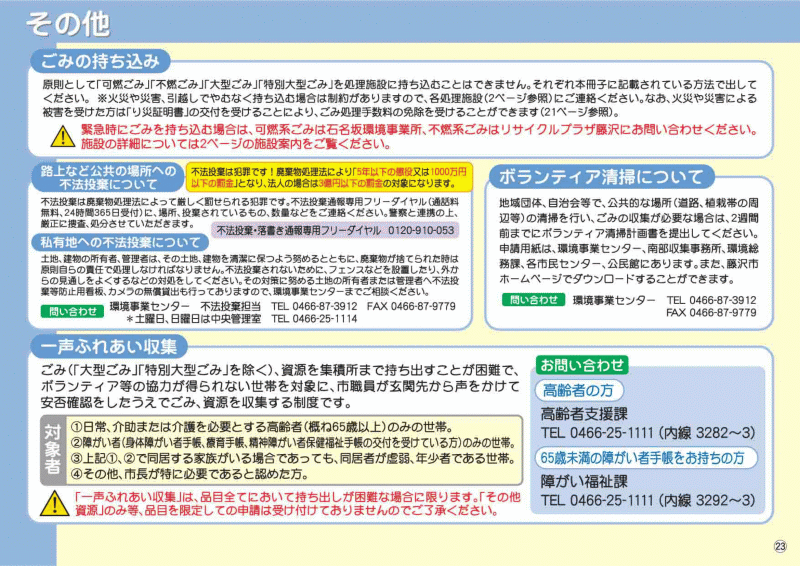 その他
ごみの持ち込み
原則として「可燃ごみ」「不燃ごみ」「大型ごみ」「特別大型ごみ」を処理施設に持ち込むことはできません。それぞれ本冊子に記載されている方法で出して
ください。 ※火災や災害、引越しでやむなく持ち込む場合は制約がありますので、各処理施設(2ページ参照)にご連絡ください。なお、火災や災害による
被害を受けた方は「り災証明書」の交付を受けることにより、ごみ処理手数料の免除を受けることができます(21ページ参照)。
緊急時にごみを持ち込む場合は、可燃系ごみは石名坂環境事業所、不燃系ごみはリサイクルプラザ藤沢にお問い合わせください。
施設の詳細については2ページの施設案内をご覧ください。
路上など公共の場所への
不法投棄について
不法投棄は犯罪です!廃棄物処理法により「5年以下の懲役又は1000万円
以下の罰金」となり、法人の場合は3億円以下の罰金の対象になります。
不法投棄は廃棄物処理法によって厳しく罰せられる犯罪です。不法投棄通報専用フリーダイヤル(通話料
無料、24時間365日受付)に、場所、投棄されているもの、数量などをご連絡ください。警察と連携の上、
厳正に捜査、処分させていただきます。
不法投棄・落書き通報専用フリーダイヤル 0120-910-053
私有地への不法投棄について
土地、建物の所有者、管理者は、その土地、建物を清潔に保つよう努めるとともに、廃棄物が捨てられた時は
原則自らの責任で処理しなければなりません。不法投棄されないために、フェンスなどを設置したり、外か
らの見通しをよくするなどの対処をしてください。その対策に努める土地の所有者または管理者へ不法投
棄等防止用看板、カメラの無償貸出も行っておりますので、環境事業センターまでご相談ください。
問い合わせ 環境事業センター 不法投棄担当 TEL 0466-87-3912 FAX 0466-87-9779
＊土曜日、日曜日は中央管理室 TEL 0466-25-1114
ボランティア清掃について
地域団体、自治会等で、公共的な場所(道路、植栽帯の周
辺等)の清掃を行い、ごみの収集が必要な場合は、2週間
前までにボランティア清掃計画書を提出してください。
申請用紙は、環境事業センター、南部収集事務所、環境総
務課、各市民センター、公民館にあります。また、藤沢市
ホームページでダウンロードすることができます。
問い合わせ 環境事業センター TEL 0466-87-3912
FAX 0466-87-9779
一声ふれあい収集
ごみ(「大型ごみ」「特別大型ごみ」を除く)、資源を集積所まで持ち出すことが困難で、
ボランティア等の協力が得られない世帯を対象に、市職員が玄関先から声をかけて
安否確認をしたうえでごみ、資源を収集する制度です。
対象者
①日常、介助または介護を必要とする高齢者(概ね65歳以上)のみの世帯。
②障がい者(身体障がい者手帳、療育手帳、精神障がい者保健福祉手帳の交付を受けている方)のみの世帯。
③上記①、②で同居する家族がいる場合であっても、同居者が虚弱、年少者である世帯。
④その他、市長が特に必要であると認めた方。
「一声ふれあい収集」は、品目全てにおいて持ち出しが困難な場合に限ります。「その他
資源」のみ等、品目を限定しての申請は受け付けておりませんのでご了承ください。
お問い合わせ
高齢者の方
高齢者支援課
TEL 0466-25-1111 (内線 3282〜3)
65歳未満の障がい者手帳をお持ちの方
障がい福祉課
TEL 0466-25-1111 (内線 3292〜3)
23